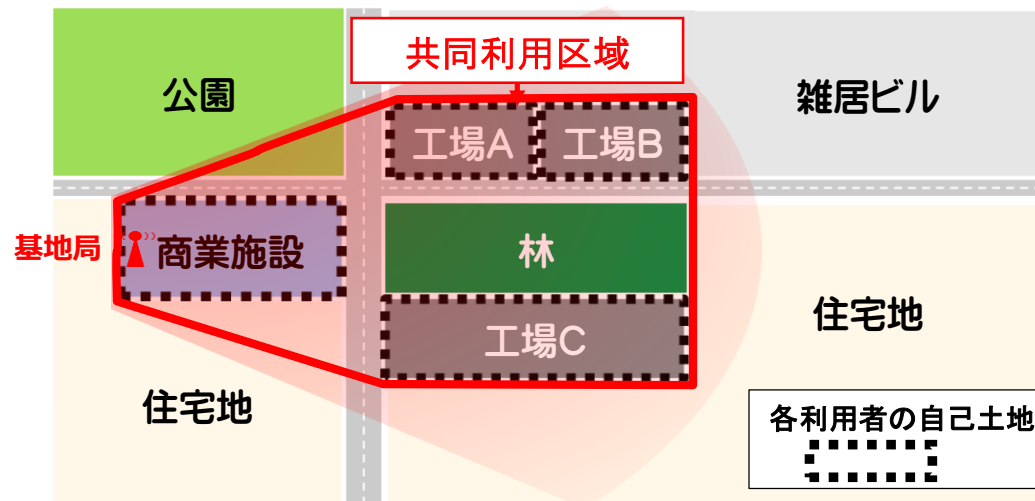 共同利用区域
公園
雑居ビル
工場A
工場B
基地局
商業施設
林
工場C
住宅地
住宅地
各利用者の自己土地